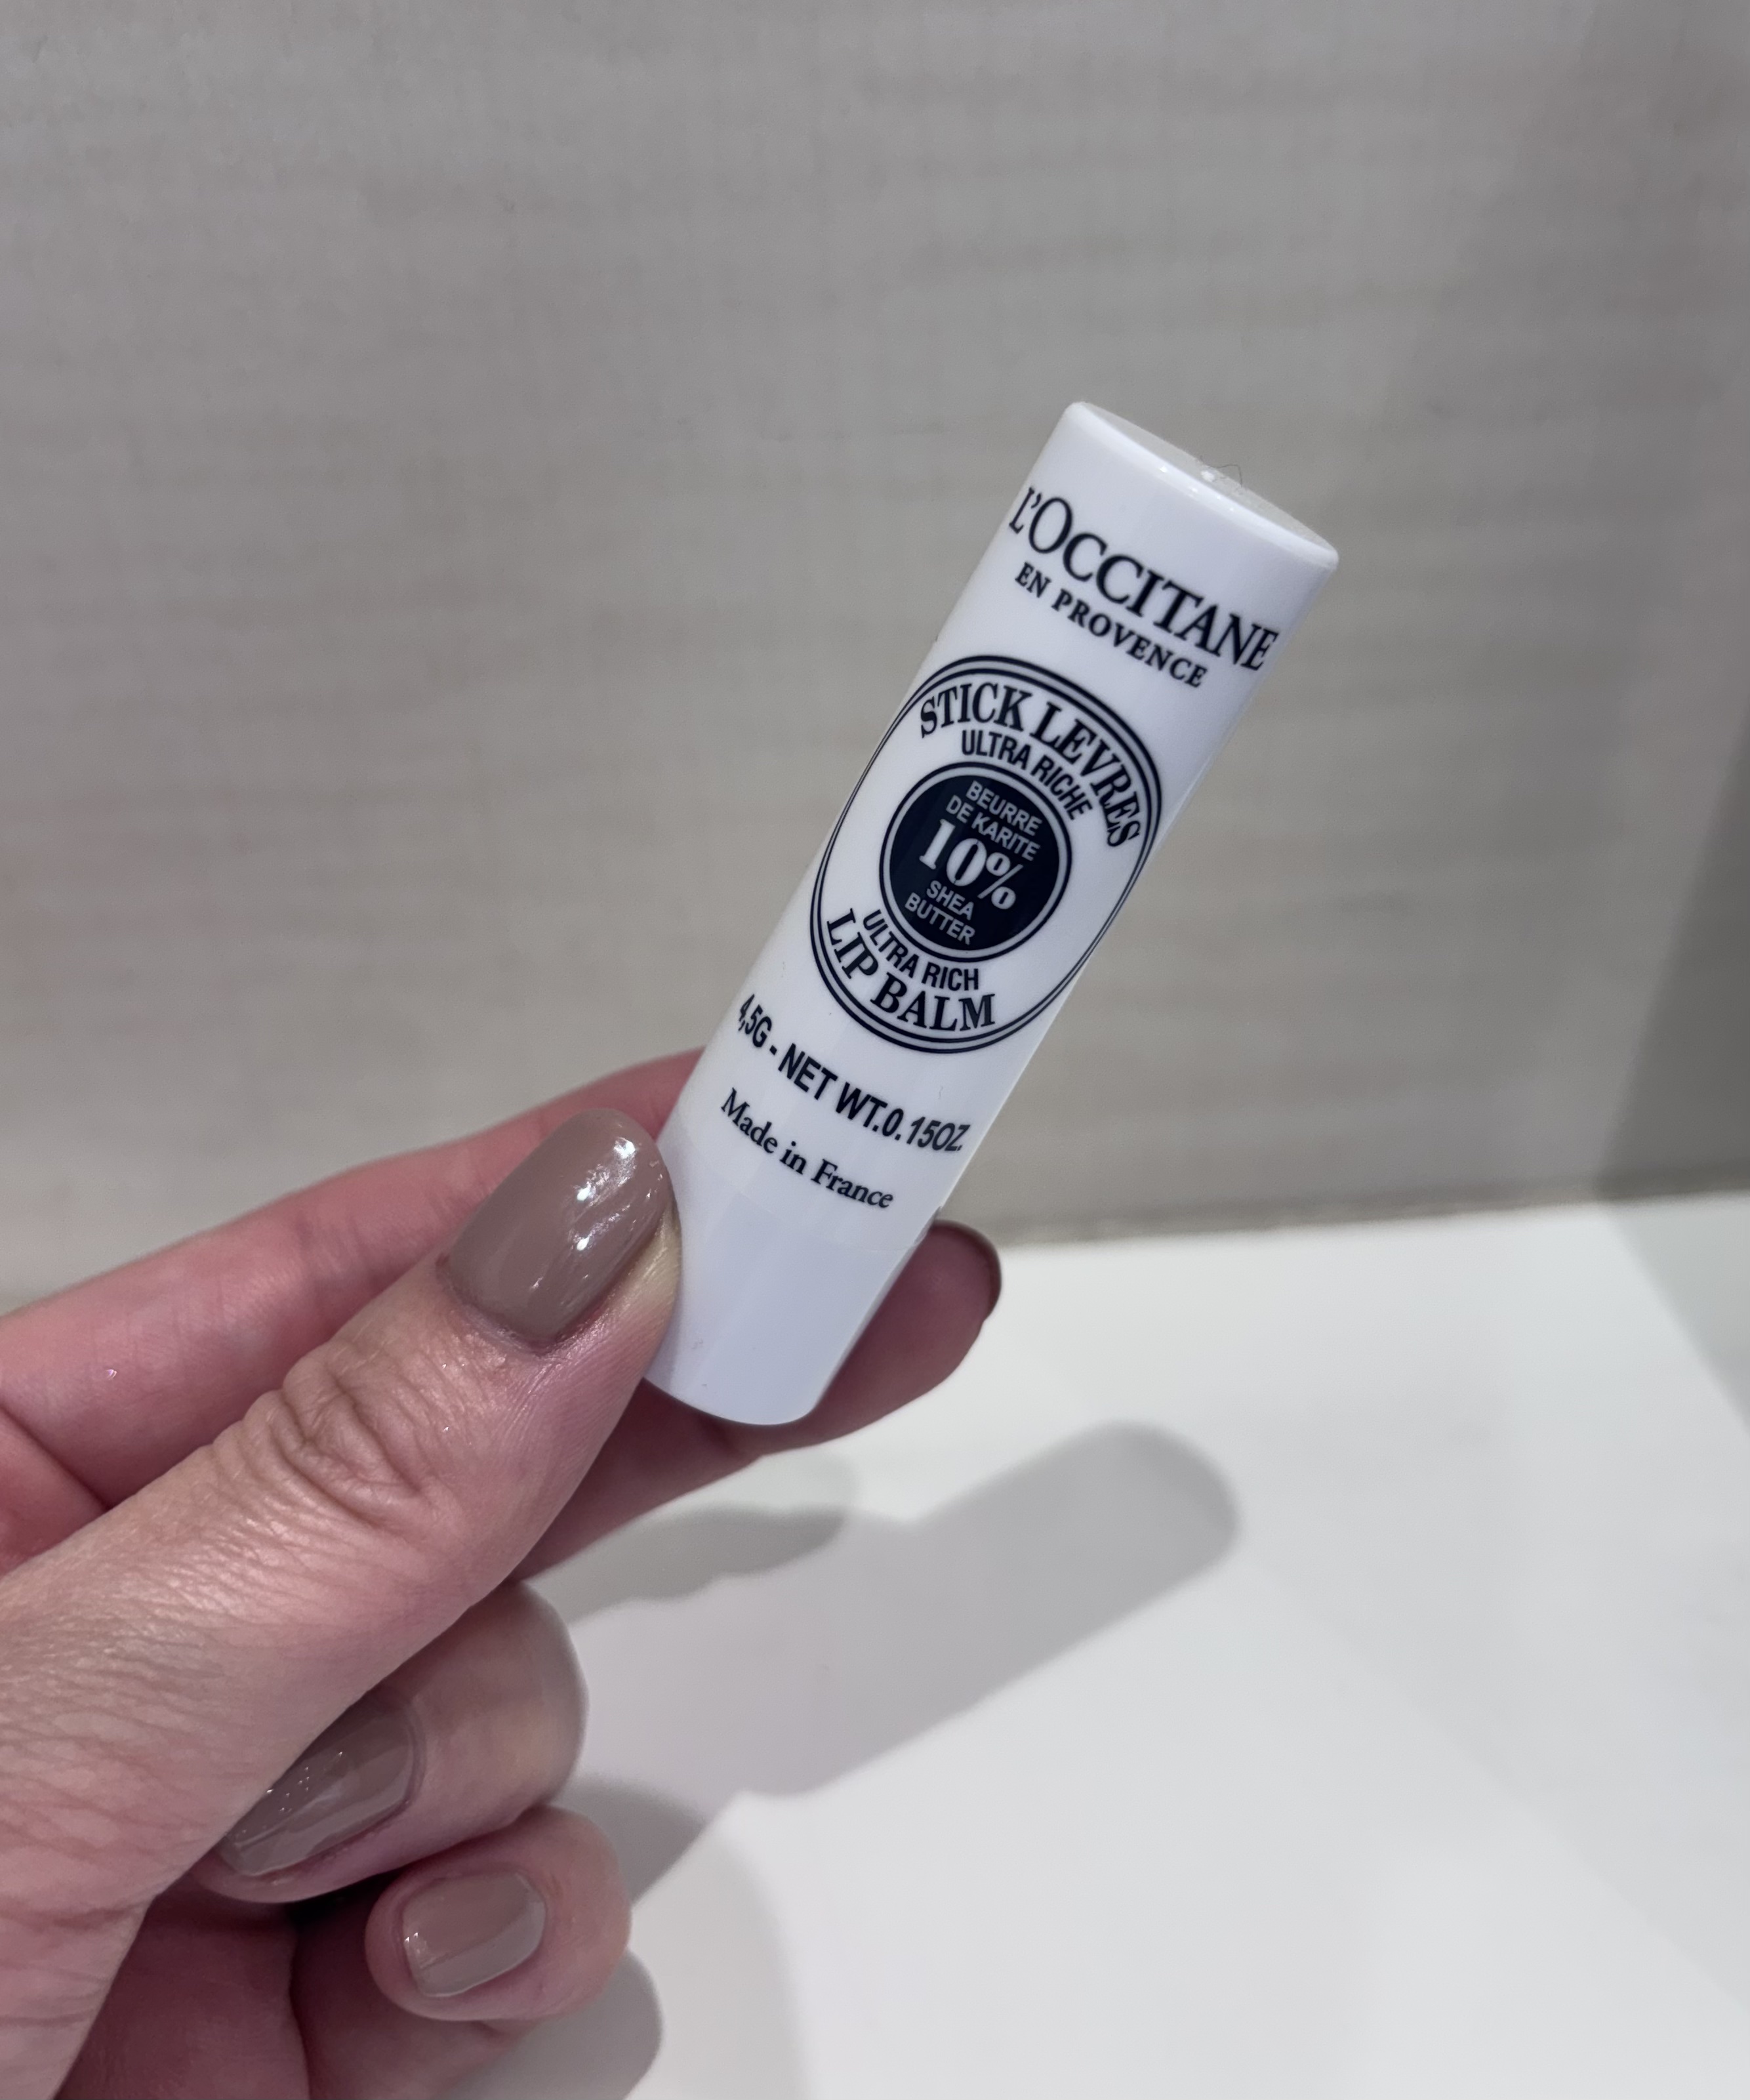 L'OCCITANE
EN PROVENCE
STICK LEVRES
ULTRA RICHE
BEURRE
DE KARITE
10%
SHEA
BUTTER
ULTRA RICH
LIP BALM
4,5G - NET WT.0.15OZ.
Made in France